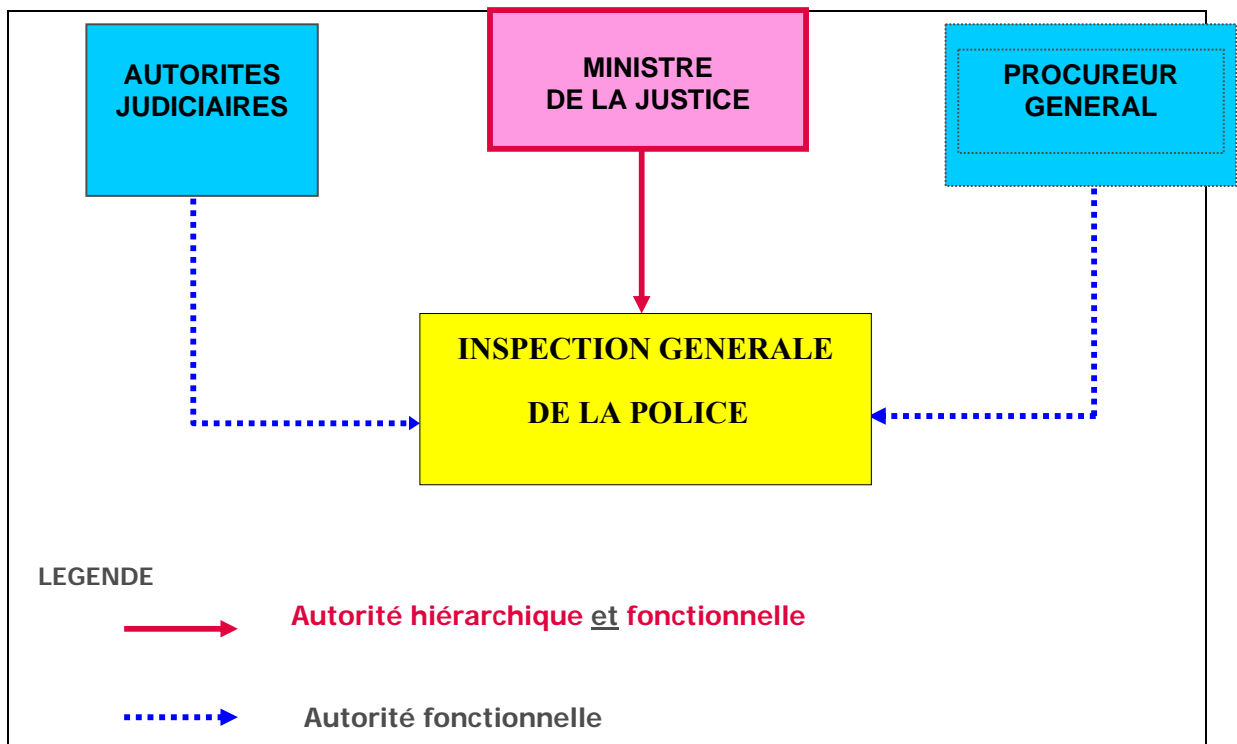 AUTORITES
JUDICIAIRES
MINISTRE
DE LA JUSTICE
PROCUREUR
GENERAL
INSPECTION GENERALE
DE LA POLICE
LEGENDE
Autorité hiérarchique et fonctionnelle
Autorité fonctionnelle